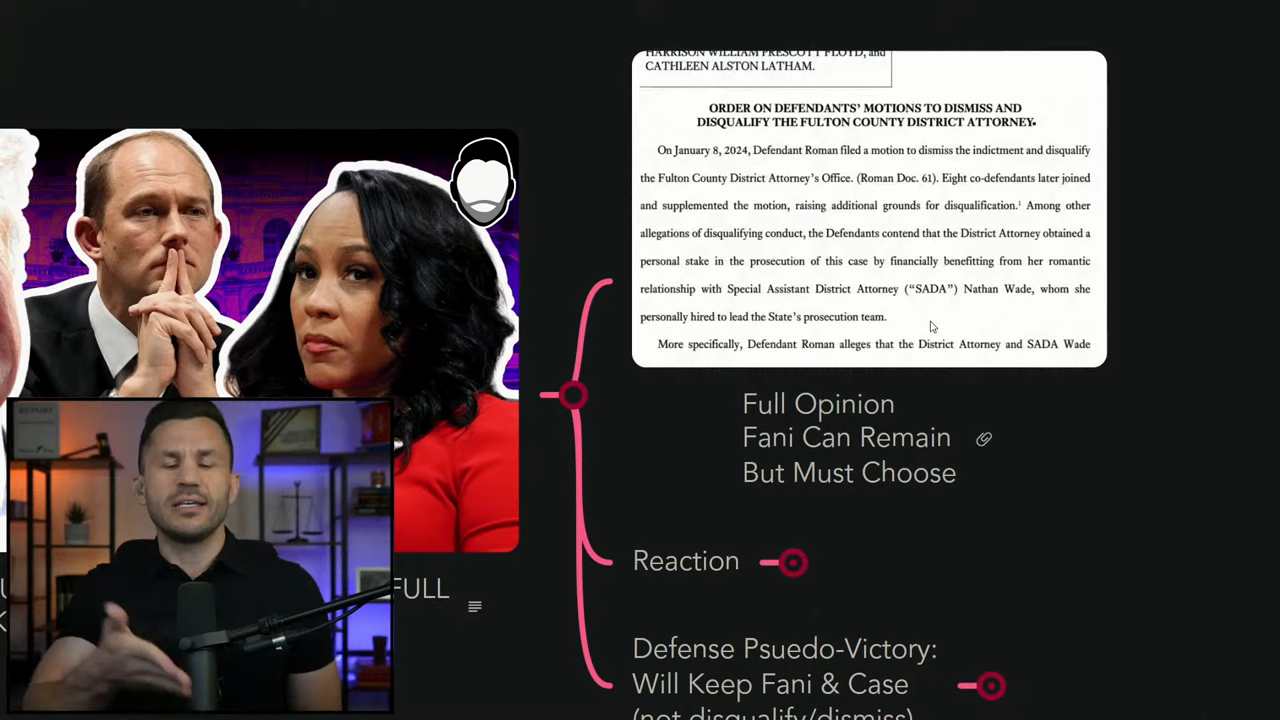 HARRISON WILLIAM PRESCOTT FLOYD, and
CATHLEEN ALSTON LATHAM.
ORDER ON DEFENDANTS' MOTIONS TO DISMISS AND
DISQUALIFY THE FULTON COUNTY DISTRICT ATTORNEY.
On January 8, 2024, Defendant Roman filed a motion to dismiss the indictment and disqualify
the Fulton County District Attorney's Office. (Roman Doc. 61). Eight co-defendants later joined
and supplemented the motion, raising additional grounds for disqualification.¹ Among other
allegations of disqualifying conduct, the Defendants contend that the District Attorney obtained a
personal stake in the prosecution of this case by financially benefitting from her romantic
relationship with Special Assistant District Attorney ("SADA") Nathan Wade, whom she
personally hired to lead the State's prosecution team.
More specifically, Defendant Roman alleges that the District Attorney and SADA Wade
Full Opinion
Fani Can Remain
But Must Choose
Reaction
FULL
Defense Psuedo-Victory:
Will Keep Fani & Case
(not disqualify/dismiss)